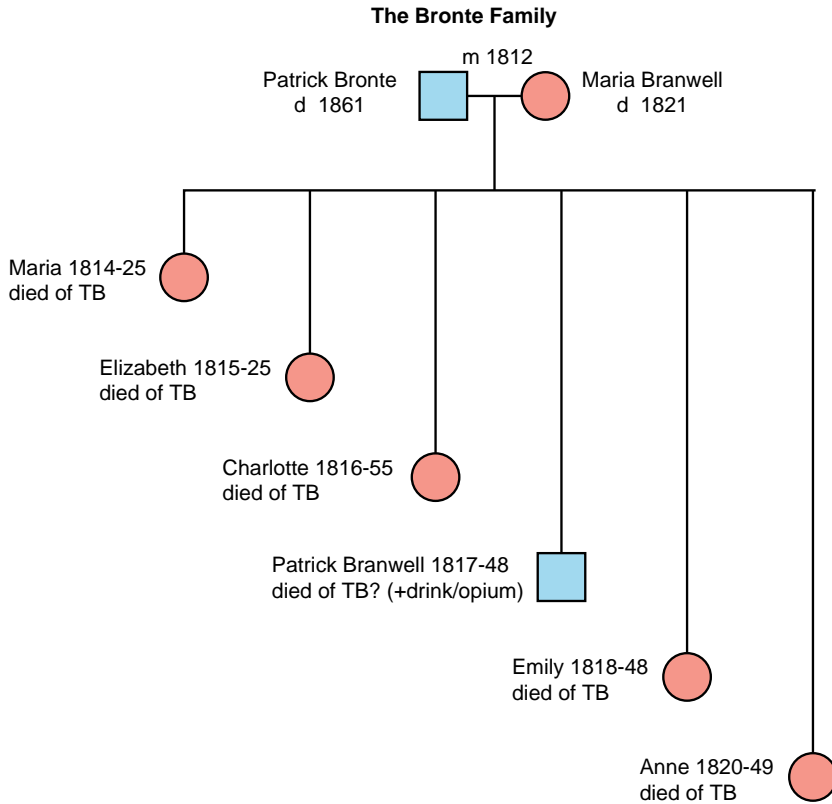 The Bronte Family
m 1812
Patrick Bronte
d 1861
Maria Branwell
d 1821
Maria 1814-25
died of TB
Elizabeth 1815-25
died of TB
Charlotte 1816-55
died of TB
Patrick Branwell 1817-48
died of TB? (+drink/opium)
Emily 1818-48
died of TB
Anne 1820-49
died of TB